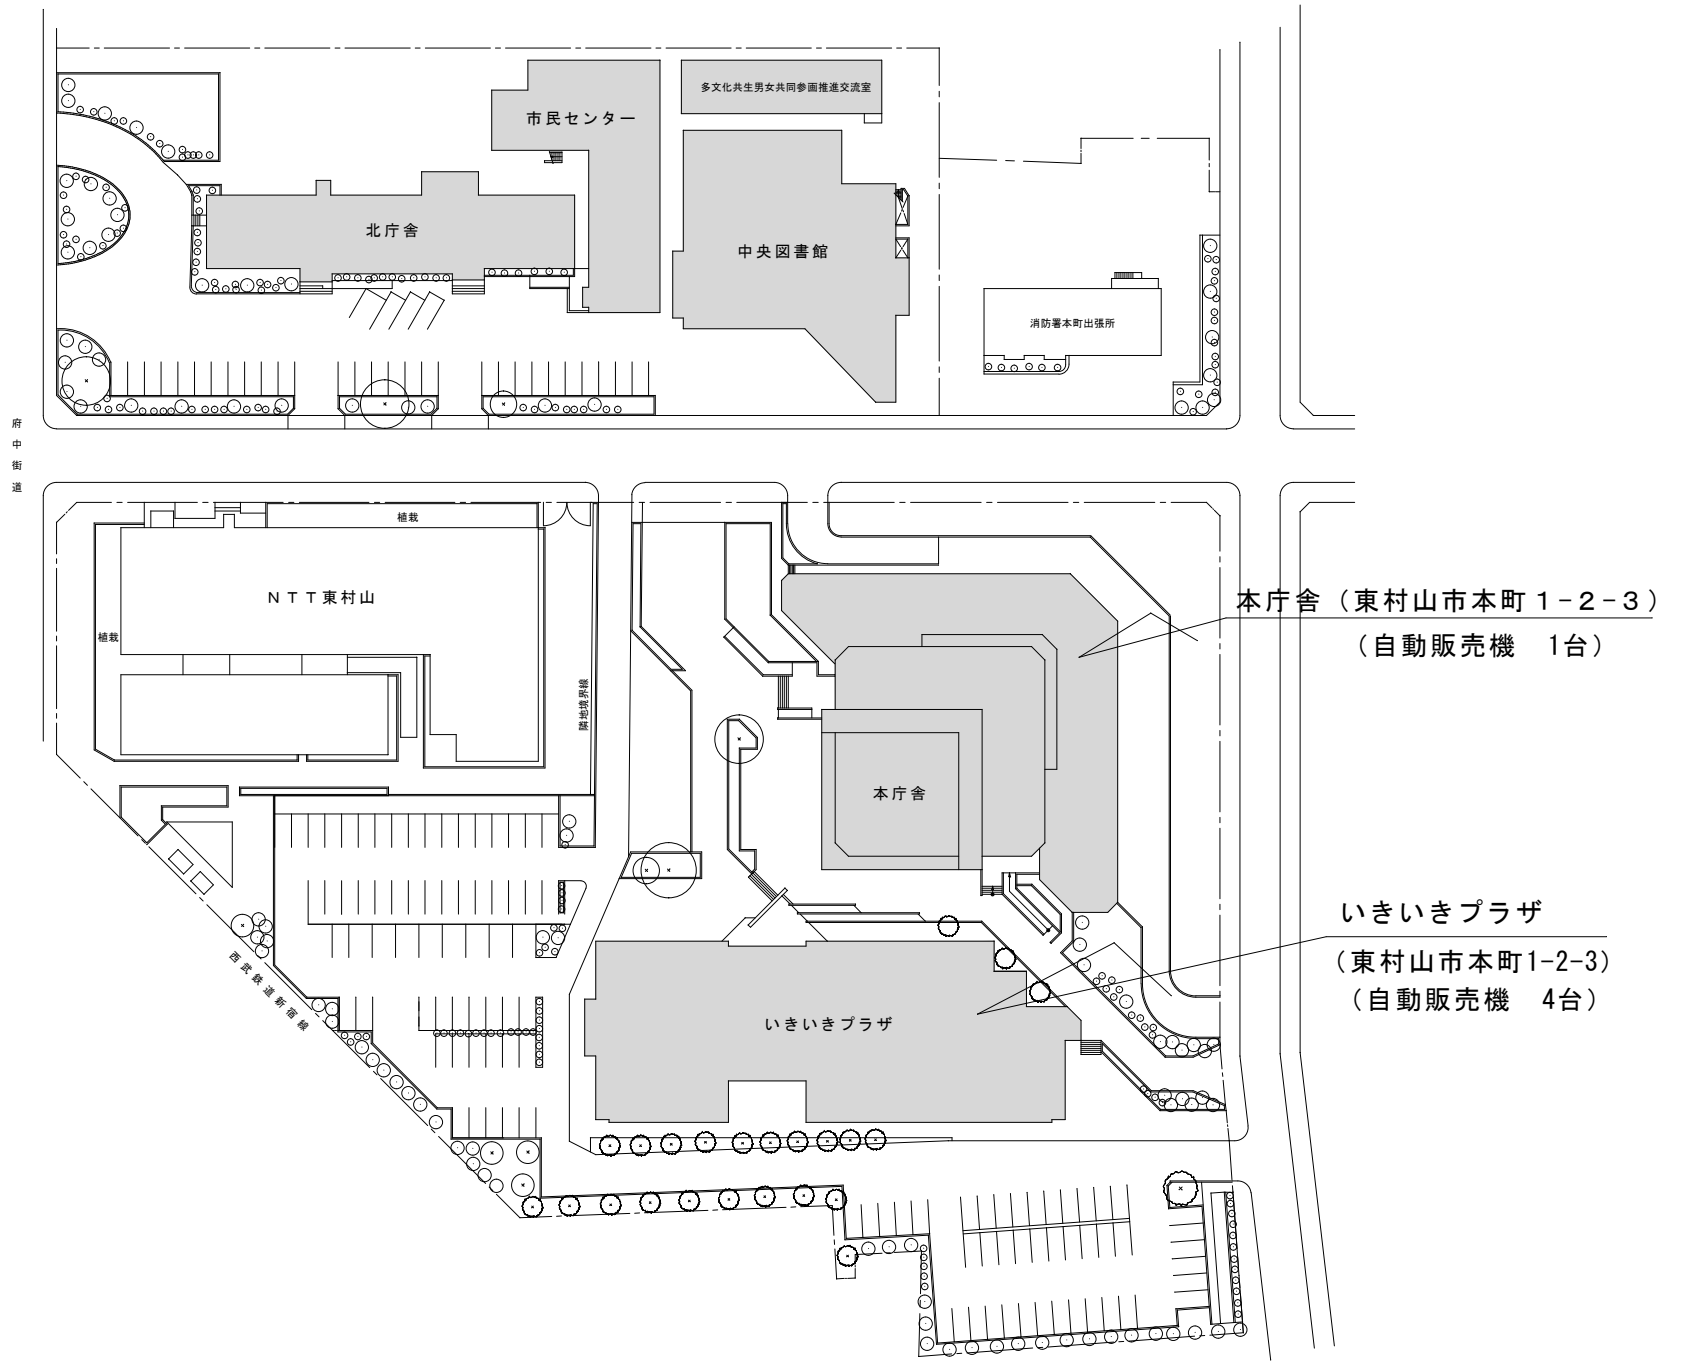 多文化共生男女共同参画推進交流室
市民センター
北庁舎
中央図書館
消防署本町出張所
府中街道
植栽
NTT東村山
植栽
隣地境界線
本庁舎(東村山市本町1-2-3)
(自動販売機 1台)
本庁舎
いきいきプラザ
(東村山市本町1-2-3)
(自動販売機 4台)
西武鉄道新宿線
いきいきプラザ